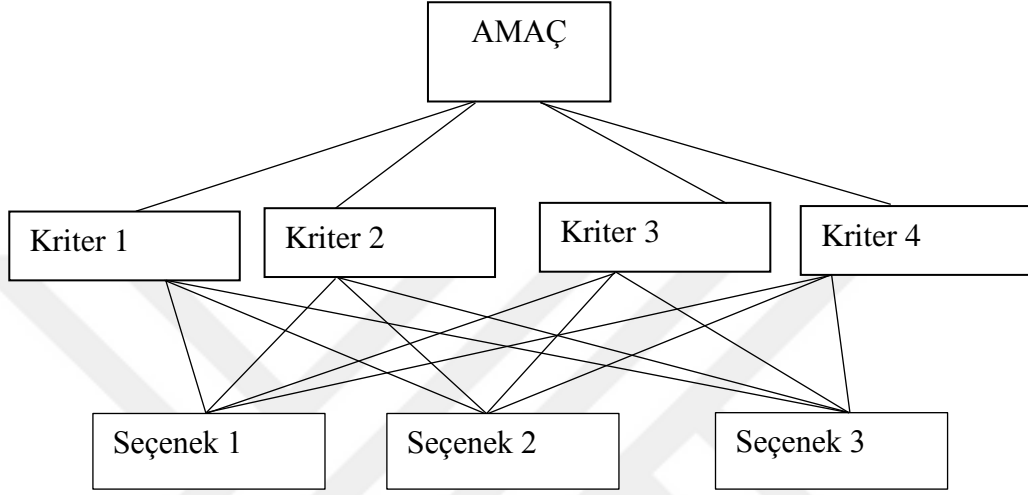 AMAÇ
Kriter 1
Kriter 2
Kriter 3
Kriter 4
Seçenek 1
Seçenek 2
Seçenek 3